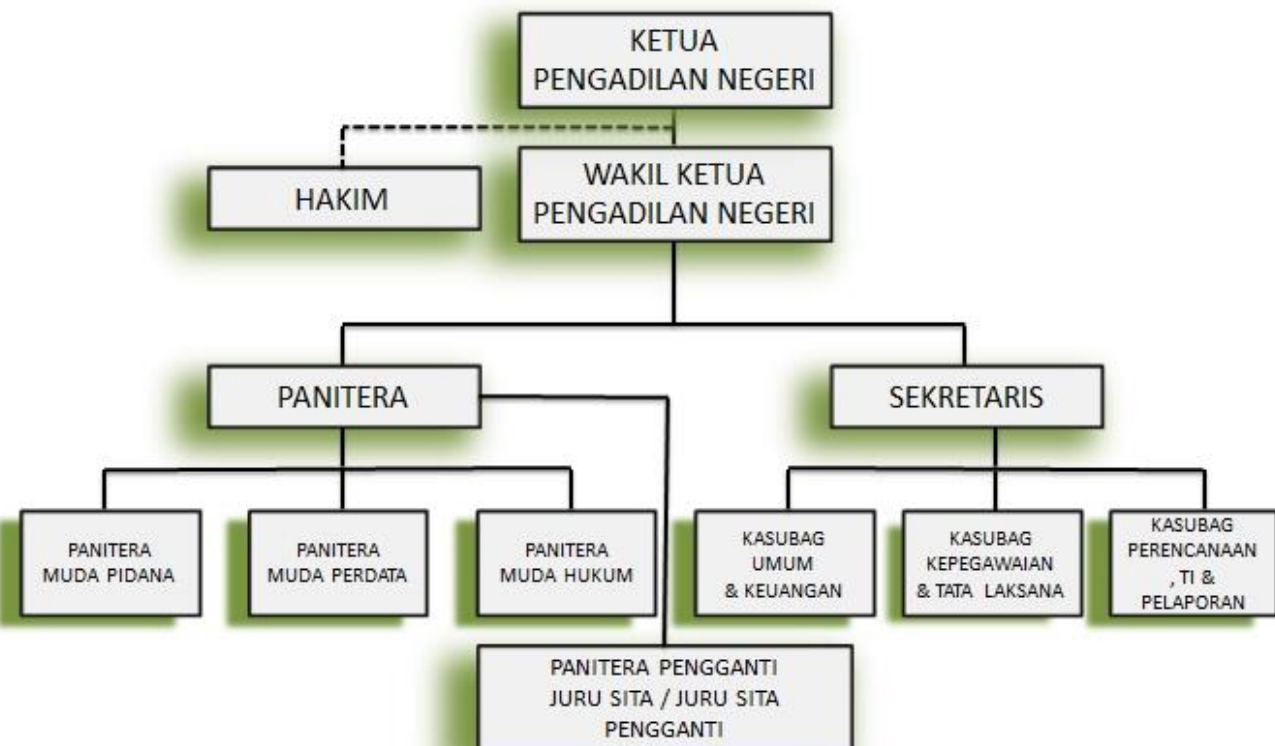 KETUA
PENGADILAN NEGERI
HAKIM
WAKIL KETUA
PENGADILAN NEGERI
PANITERA
SEKRETARIS
PANITERA
MUDA PIDANA
PANITERA
MUDA PERDATA
PANITERA
MUDA HUKUM
KASUBAG
UMUM
& KEUANGAN
KASUBAG
KEPEGAWAIAN
& TATA LAKSANA
KASUBAG
PERENCANAAN
, TI &
PELAPORAN
PANITERA PENGGANTI
JURU SITA / JURU SITA
PENGGANTI